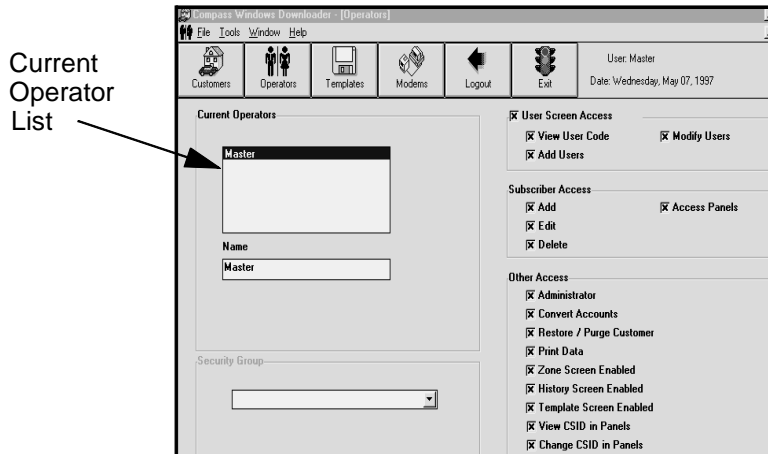 Compass Windows Downloader - [Operators]
File Tools Window Help
Customers Operators Templates Modems Logout Exit
User: Master
Date: Wednesday, May 07, 1997
Current
Operator
List
Current Operators
Master
Name
Master
Security Group
User Screen Access
View User Code Modify Users
Add Users
Subscriber Access
Add Access Panels
Edit
Delete
Other Access
Administrator
Convert Accounts
Restore / Purge Customer
Print Data
Zone Screen Enabled
History Screen Enabled
Template Screen Enabled
View CSID in Panels
Change CSID in Panels